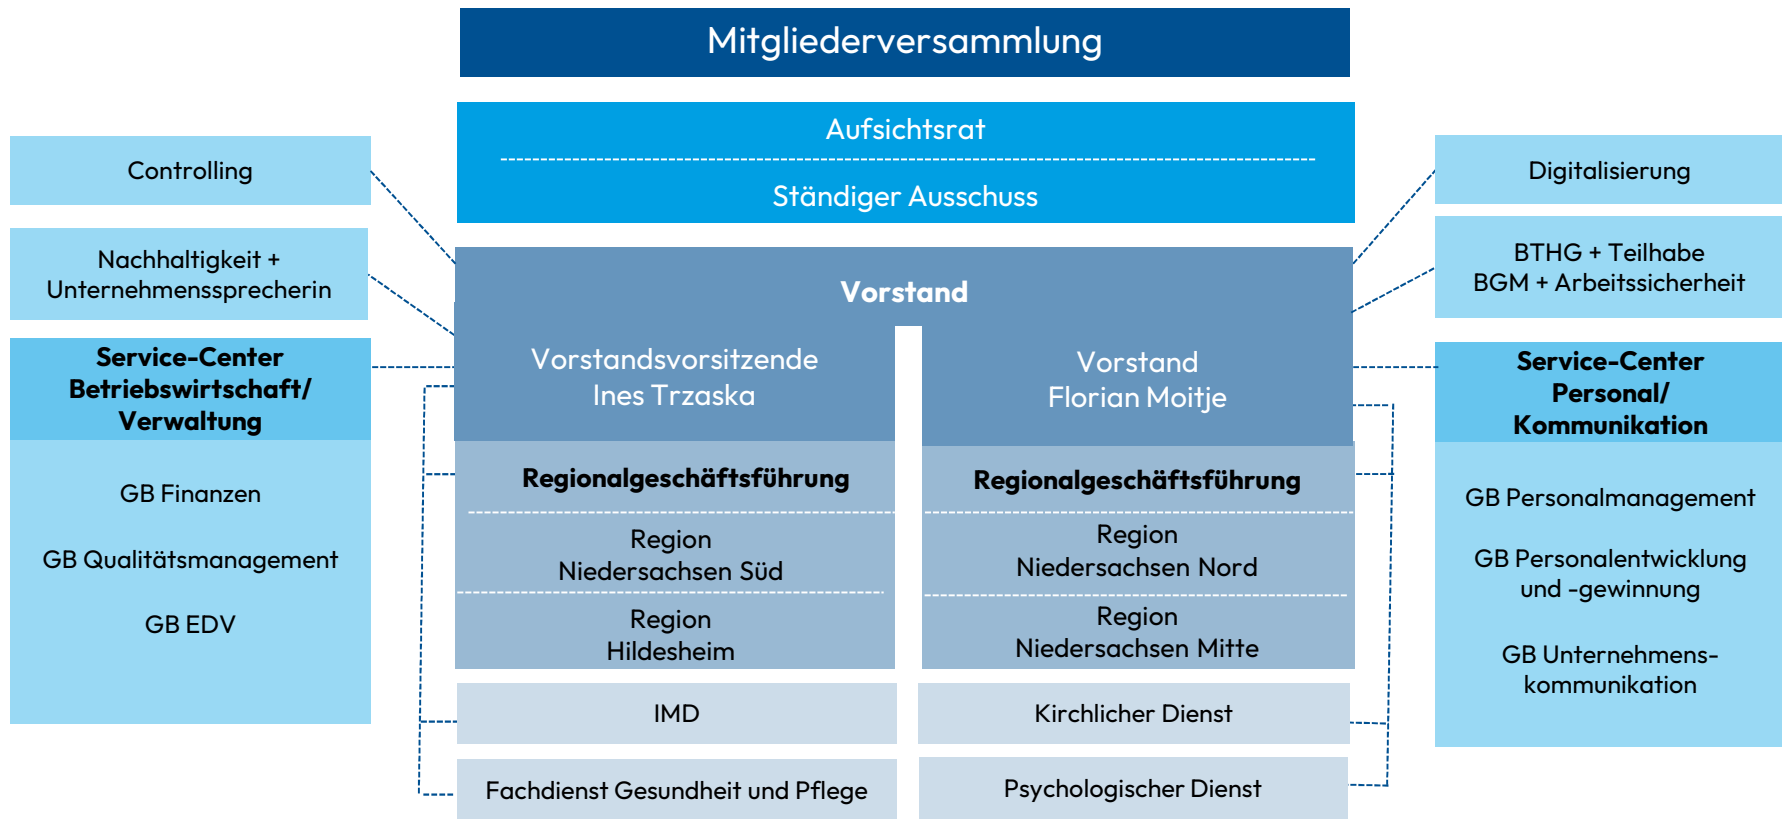 Mitgliederversammlung
Aufsichtsrat
Ständiger Ausschuss
Controlling
Nachhaltigkeit +
Unternehmenssprecherin
Service-Center
Betriebswirtschaft/
Verwaltung
GB Finanzen
GB Qualitätsmanagement
GB EDV
Vorstand
Vorstandsvorsitzende
Ines Trzaska
Regionalgeschäftsführung
Region
Niedersachsen Süd
Region
Hildesheim
IMD
Fachdienst Gesundheit und Pflege
Vorstand
Florian Moitje
Regionalgeschäftsführung
Region
Niedersachsen Nord
Region
Niedersachsen Mitte
Kirchlicher Dienst
Psychologischer Dienst
Digitalisierung
BTHG + Teilhabe
BGM + Arbeitssicherheit
Service-Center
Personal/
Kommunikation
GB Personalmanagement
GB Personalentwicklung
und -gewinnung
GB Unternehmens-
kommunikation